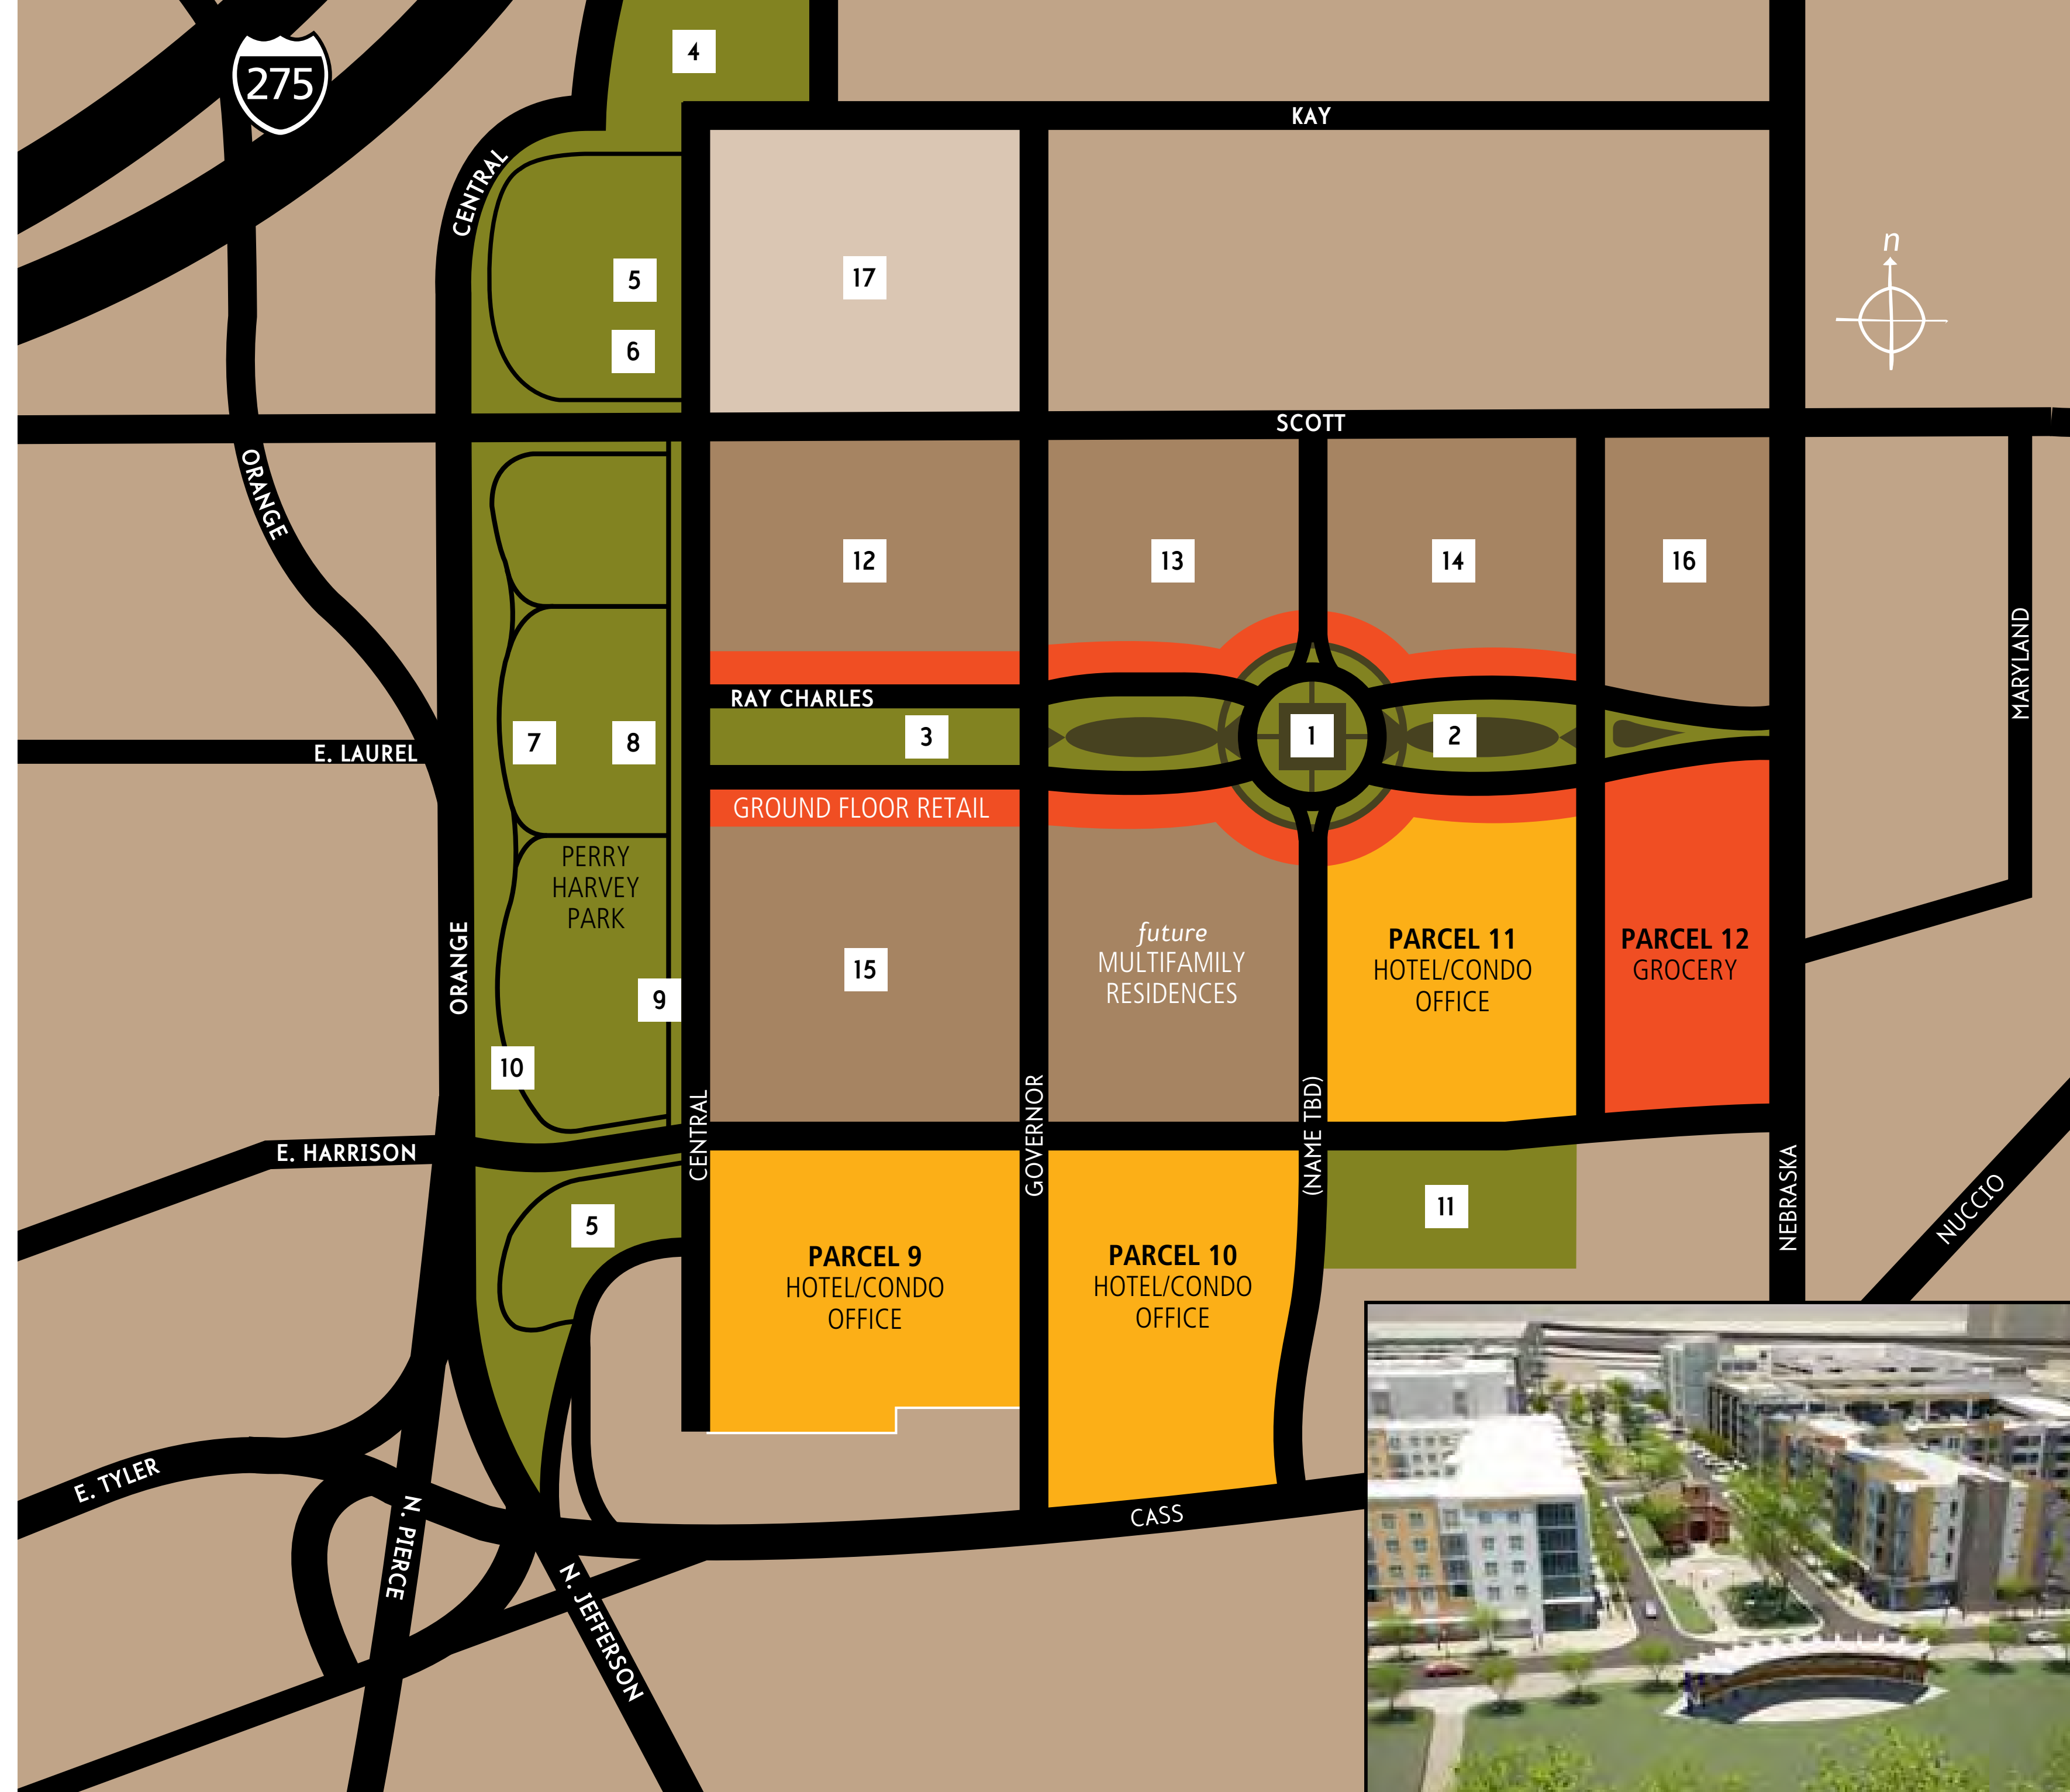 4
275
KAY
CENTRAL
n
17
5
6
SCOTT
ORANGE
12
13
14
16
MARYLAND
RAY CHARLES
7
8
3
1
2
E. LAUREL
GROUND FLOOR RETAIL
PERRY
HARVEY
PARK
ORANGE
9
15
future
MULTIFAMILY
RESIDENCES
PARCEL 11
HOTEL/CONDO
OFFICE
PARCEL 12
GROCERY
10
CENTRAL
GOVERNOR
(NAME TBD)
NEBRASKA
E. HARRISON
11
NUCCIO
5
PARCEL 9
HOTEL/CONDO
OFFICE
PARCEL 10
HOTEL/CONDO
OFFICE
E. TYLER
N. PIERCE
CASS
N. JEFFERSON